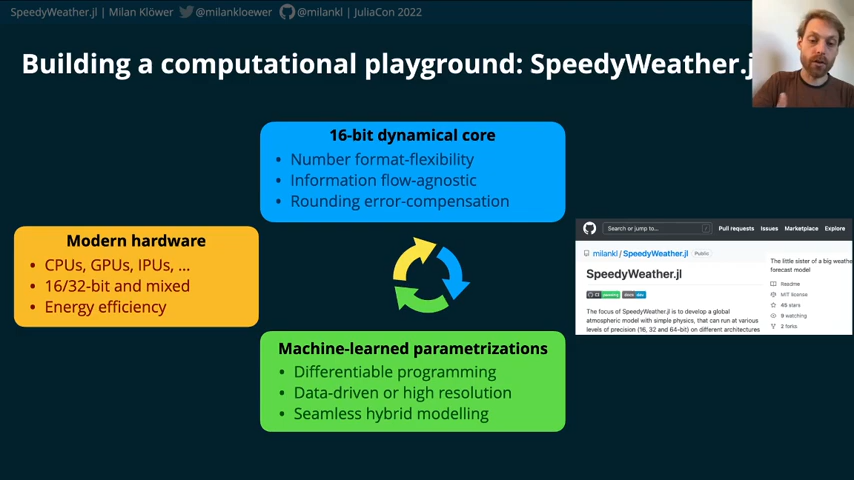 SpeedyWeather.jl | Milan Klöwer @milankloewer @milankl | JuliaCon 2022
Building a computational playground: SpeedyWeather.j
16-bit dynamical core
• Number format-flexibility
• Information flow-agnostic
• Rounding error-compensation
Modern hardware
• CPUs, GPUs, IPUs, ...
• 16/32-bit and mixed
• Energy efficiency
Machine-learned parametrizations
• Differentiable programming
• Data-driven or high resolution
• Seamless hybrid modelling
Search or jump to... / Pull requests Issues Marketplace Explore
milankl / SpeedyWeather.jl Public
SpeedyWeather.jl
CI passing docs dev
The focus of SpeedyWeather.jl is to develop a global
atmospheric model with simple physics, that can run at various
levels of precision (16, 32 and 64-bit) on different architectures
The little sister of a big weathe
forecast model
Readme
MIT license
9 watching
2 forks